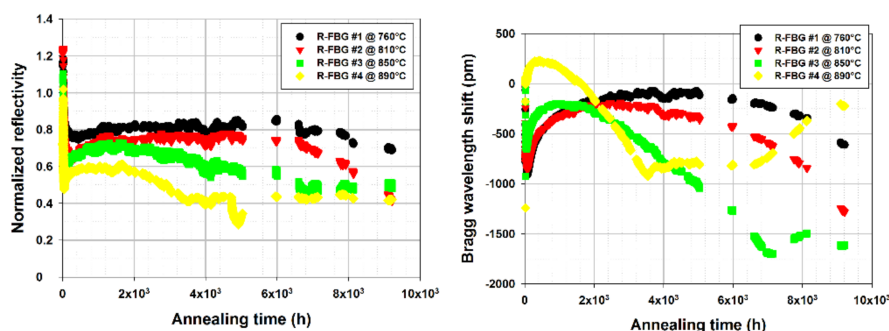 1.4
1.2
1.0
0.8
0.6
0.4
0.2
0
Normalized reflectivity
R-FBG #1 @ 760°C
R-FBG #2 @ 810°C
R-FBG #3 @ 850°C
R-FBG #4 @ 890°C
0
2x10³
4x10³
6x10³
8x10³
10x10³
Annealing time (h)
500
0
-500
-1000
-1500
-2000
Bragg wavelength shift (pm)
R-FBG #1 @ 760°C
R-FBG #2 @ 810°C
R-FBG #3 @ 850°C
R-FBG #4 @ 890°C
0
2x10³
4x10³
6x10³
8x10³
10x10³
Annealing time (h)